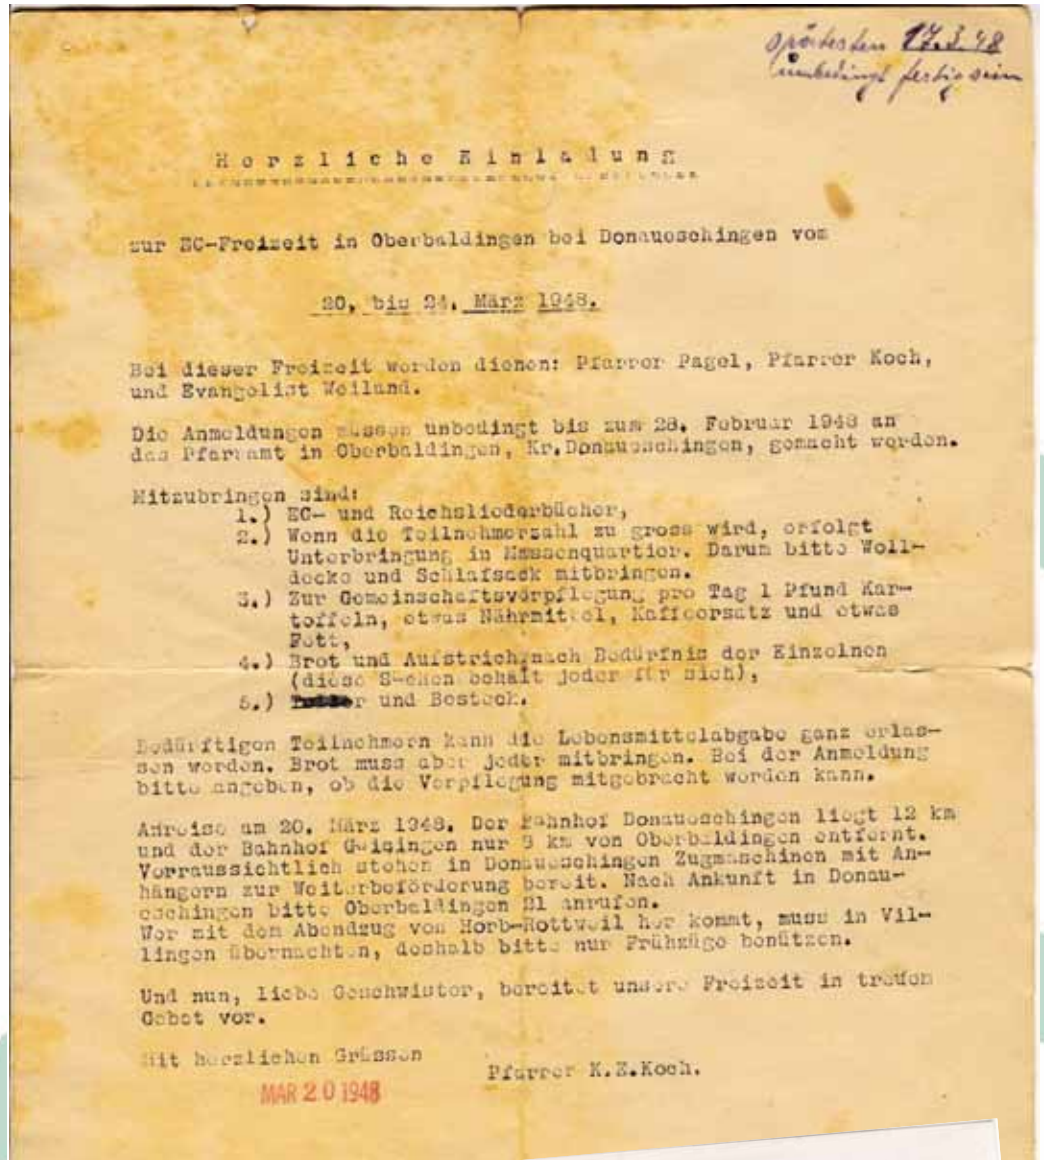 spätesten 17.3.48
unbedingt fertig sein
Herzliche Einladung
zur EC-Freizeit in Oberbaldingen bei Donaueschingen vom
20. bis 24. März 1948.
Bei dieser Freizeit werden dienen: Pfarrer Pagel, Pfarrer Koch,
und Evangelist Weiland.
Die Anmeldungen müssen unbedingt bis zum 28. Februar 1948 an
das Pfarramt in Oberbaldingen, Kr.Donaueschingen, gemacht werden.
Mitzubringen sind:
1.) EC- und Reichsliederbücher,
2.) Wenn die Teilnehmerzahl zu gross wird, erfolgt
Unterbringung in Massenquartier. Darum bitte Woll-
decke und Schlafsack mitbringen.
3.) Zur Gemeinschaftsverpflegung pro Tag 1 Pfund Kar-
toffeln, etwas Nährmittel, Kaffeersatz und etwas
Fett,
4.) Brot und Aufstrich nach Bedürfnis der Einzelnen
(diese Sachen behält jeder für sich),
5.) und Besteck.
Bedürftigen Teilnehmern kann die Lebensmittelabgabe ganz erlas-
sen werden. Brot muss aber jeder mitbringen. Bei der Anmeldung
bitte angeben, ob die Verpflegung mitgebracht werden kann.
Anreise am 20. März 1948. Der Bahnhof Donaueschingen liegt 12 km
und der Bahnhof Geisingen nur 9 km von Oberbaldingen entfernt.
Vorraussichtlich stehen in Donaueschingen Zugmaschinen mit An-
hängern zur Weiterbeförderung bereit. Nach Ankunft in Donau-
eschingen bitte Oberbaldingen 21 anrufen.
Wer mit dem Abendzug von Horb-Rottweil her kommt, muss in Vil-
lingen übernachten, deshalb bitte nur Frühzüge benützen.
Und nun, liebe Geschwister, bereitet unsere Freizeit in treuem
Gebet vor.
Mit herzlichen Grüssen
Pfarrer K.E.Koch.
MAR 20 1948